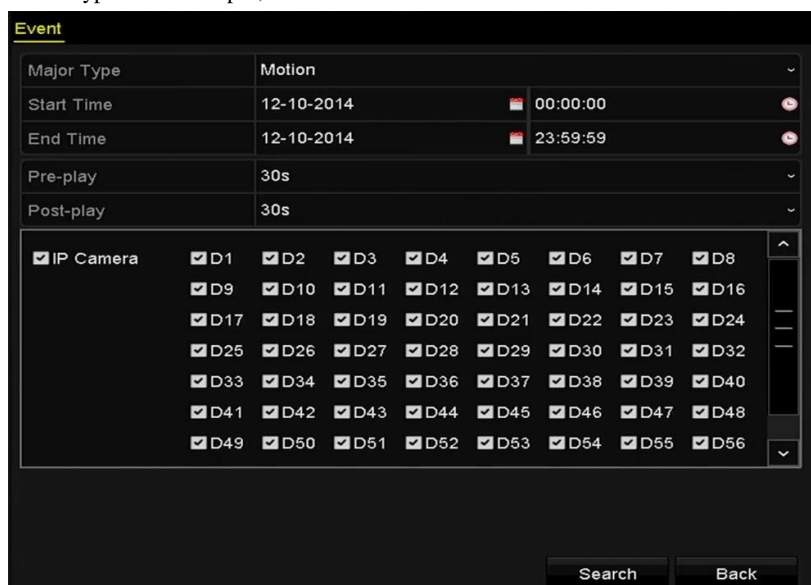 Event
Major Type Motion
Start Time 12-10-2014 00:00:00
End Time 12-10-2014 23:59:59
Pre-play 30s
Post-play 30s
IP Camera D1 D2 D3 D4 D5 D6 D7 D8
D9 D10 D11 D12 D13 D14 D15 D16
D17 D18 D19 D20 D21 D22 D23 D24
D25 D26 D27 D28 D29 D30 D31 D32
D33 D34 D35 D36 D37 D38 D39 D40
D41 D42 D43 D44 D45 D46 D47 D48
D49 D50 D51 D52 D53 D54 D55 D56
Search Back